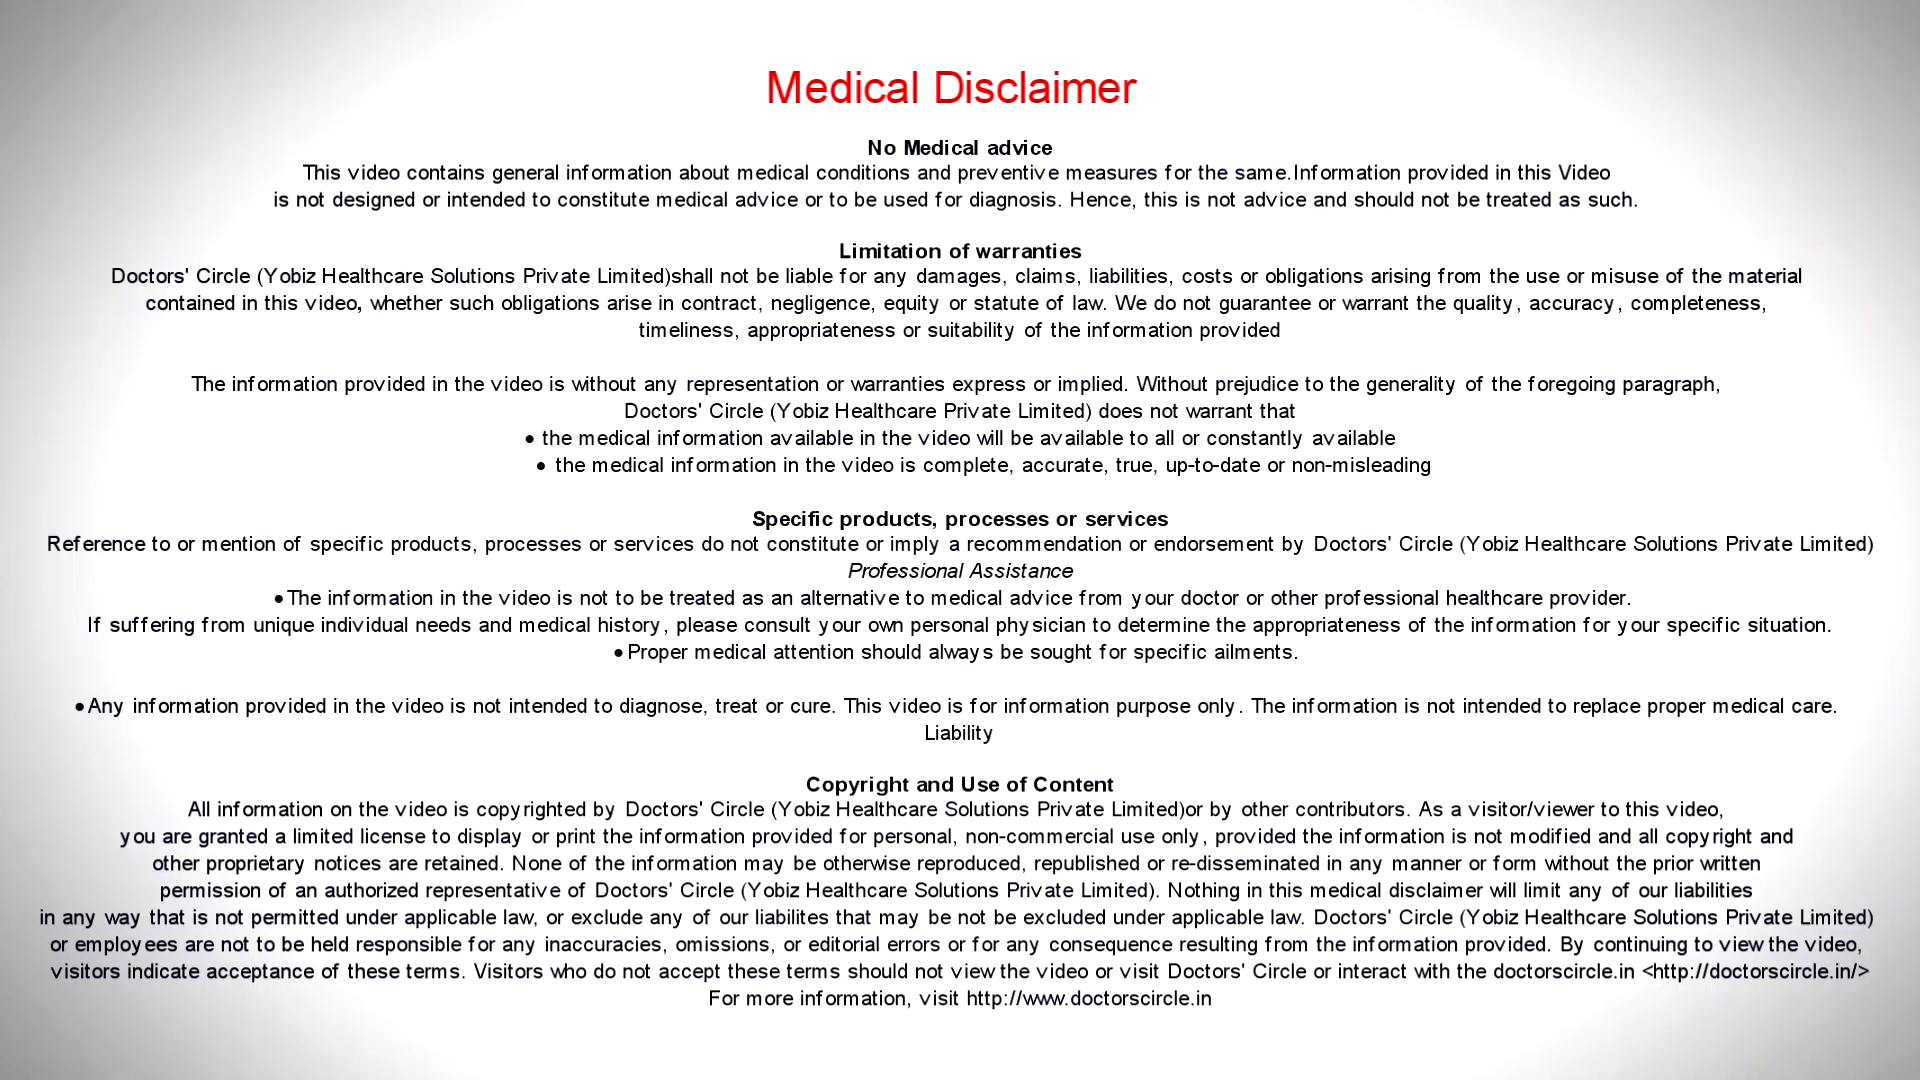 Medical Disclaimer
No Medical advice
This video contains general information about medical conditions and preventive measures for the same.Information provided in this Video
is not designed or intended to constitute medical advice or to be used for diagnosis. Hence, this is not advice and should not be treated as such.
Limitation of warranties
Doctors' Circle (Yobiz Healthcare Solutions Private Limited)shall not be liable for any damages, claims, liabilities, costs or obligations arising from the use or misuse of the material
contained in this video, whether such obligations arise in contract, negligence, equity or statute of law. We do not guarantee or warrant the quality, accuracy, completeness,
timeliness, appropriateness or suitability of the information provided
The information provided in the video is without any representation or warranties express or implied. Without prejudice to the generality of the foregoing paragraph,
Doctors' Circle (Yobiz Healthcare Private Limited) does not warrant that
• the medical information available in the video will be available to all or constantly available
• the medical information in the video is complete, accurate, true, up-to-date or non-misleading
Specific products, processes or services
Reference to or mention of specific products, processes or services do not constitute or imply a recommendation or endorsement by Doctors' Circle (Yobiz Healthcare Solutions Private Limited)
Professional Assistance
•The information in the video is not to be treated as an alternative to medical advice from your doctor or other professional healthcare provider.
If suffering from unique individual needs and medical history, please consult your own personal physician to determine the appropriateness of the information for your specific situation.
•Proper medical attention should always be sought for specific ailments.
•Any information provided in the video is not intended to diagnose, treat or cure. This video is for information purpose only. The information is not intended to replace proper medical care.
Liability
Copyright and Use of Content
All information on the video is copyrighted by Doctors' Circle (Yobiz Healthcare Solutions Private Limited)or by other contributors. As a visitor/viewer to this video,
you are granted a limited license to display or print the information provided for personal, non-commercial use only, provided the information is not modified and all copyright and
other proprietary notices are retained. None of the information may be otherwise reproduced, republished or re-disseminated in any manner or form without the prior written
permission of an authorized representative of Doctors' Circle (Yobiz Healthcare Solutions Private Limited). Nothing in this medical disclaimer will limit any of our liabilities
in any way that is not permitted under applicable law, or exclude any of our liabilites that may be not be excluded under applicable law. Doctors' Circle (Yobiz Healthcare Solutions Private Limited)
or employees are not to be held responsible for any inaccuracies, omissions, or editorial errors or for any consequence resulting from the information provided. By continuing to view the video,
visitors indicate acceptance of these terms. Visitors who do not accept these terms should not view the video or visit Doctors' Circle or interact with the doctorscircle.in <http://doctorscircle.in/>
For more information, visit http://www.doctorscircle.in